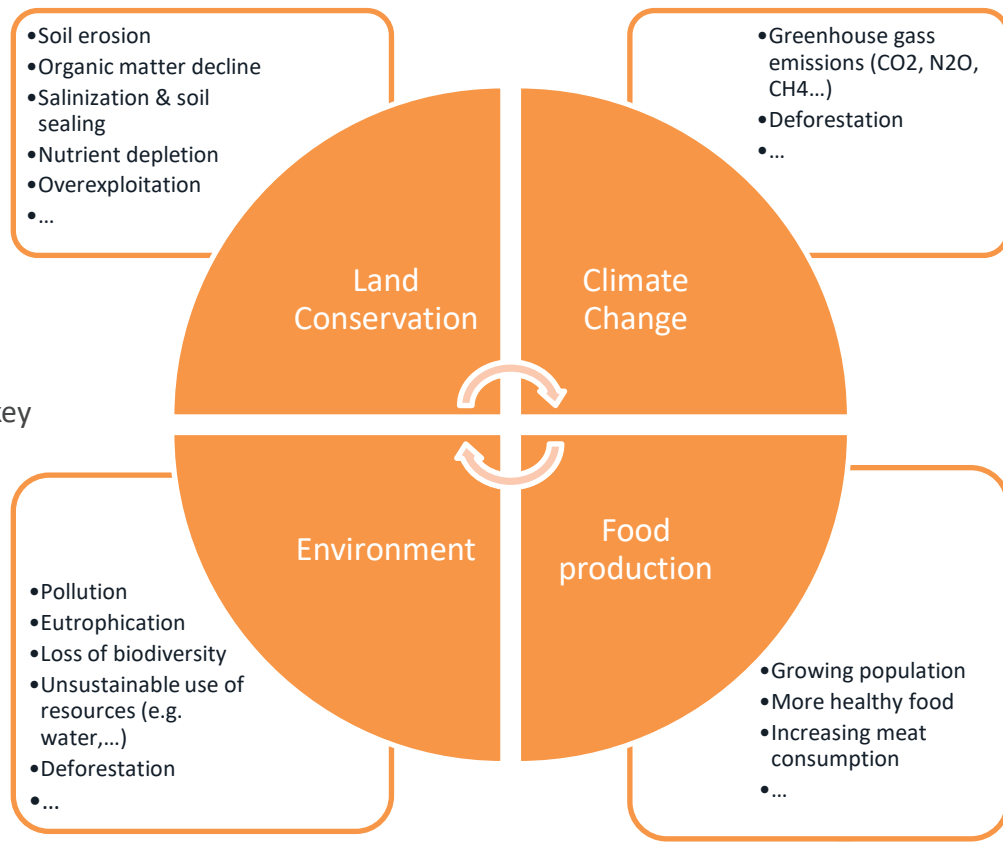 •Soil erosion
•Organic matter decline
•Salinization & soil
sealing
•Nutrient depletion
•Overexploitation
•...
•Greenhouse gass
emissions (CO2, N2O,
CH4...)
•Deforestation
•...
Land
Conservation
Climate
Change
key
Environment
Food
production
•Pollution
•Eutrophication
•Loss of biodiversity
•Unsustainable use of
resources (e.g.
water,...)
•Deforestation
•...
•Growing population
•More healthy food
•Increasing meat
consumption
•...